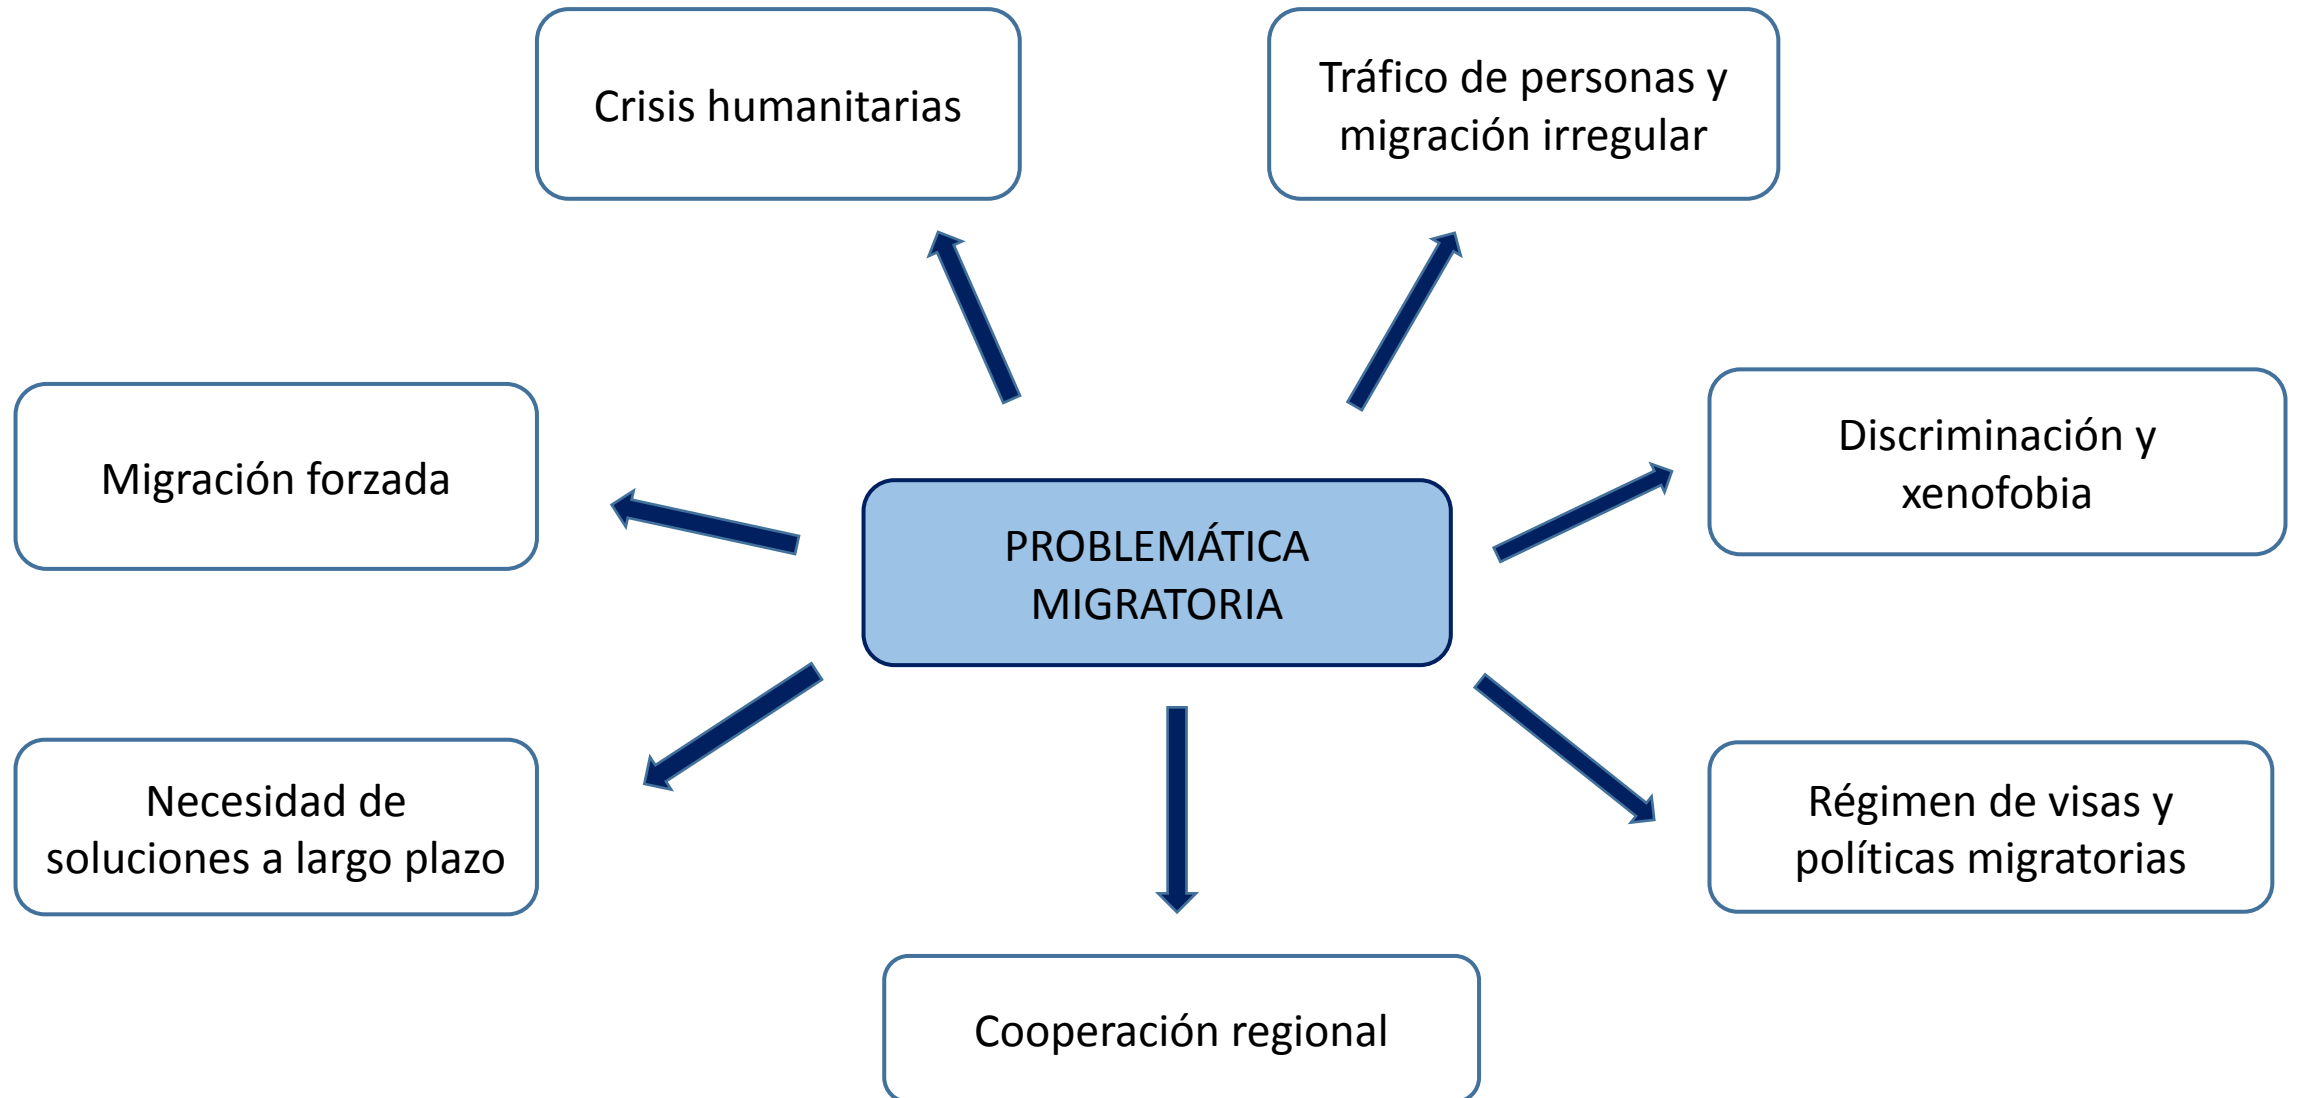 Crisis humanitarias
Tráfico de personas y
migración irregular
Migración forzada
Discriminación y
xenofobia
PROBLEMÁTICA
MIGRATORIA
Necesidad de
soluciones a largo plazo
Régimen de visas y
políticas migratorias
Cooperación regional